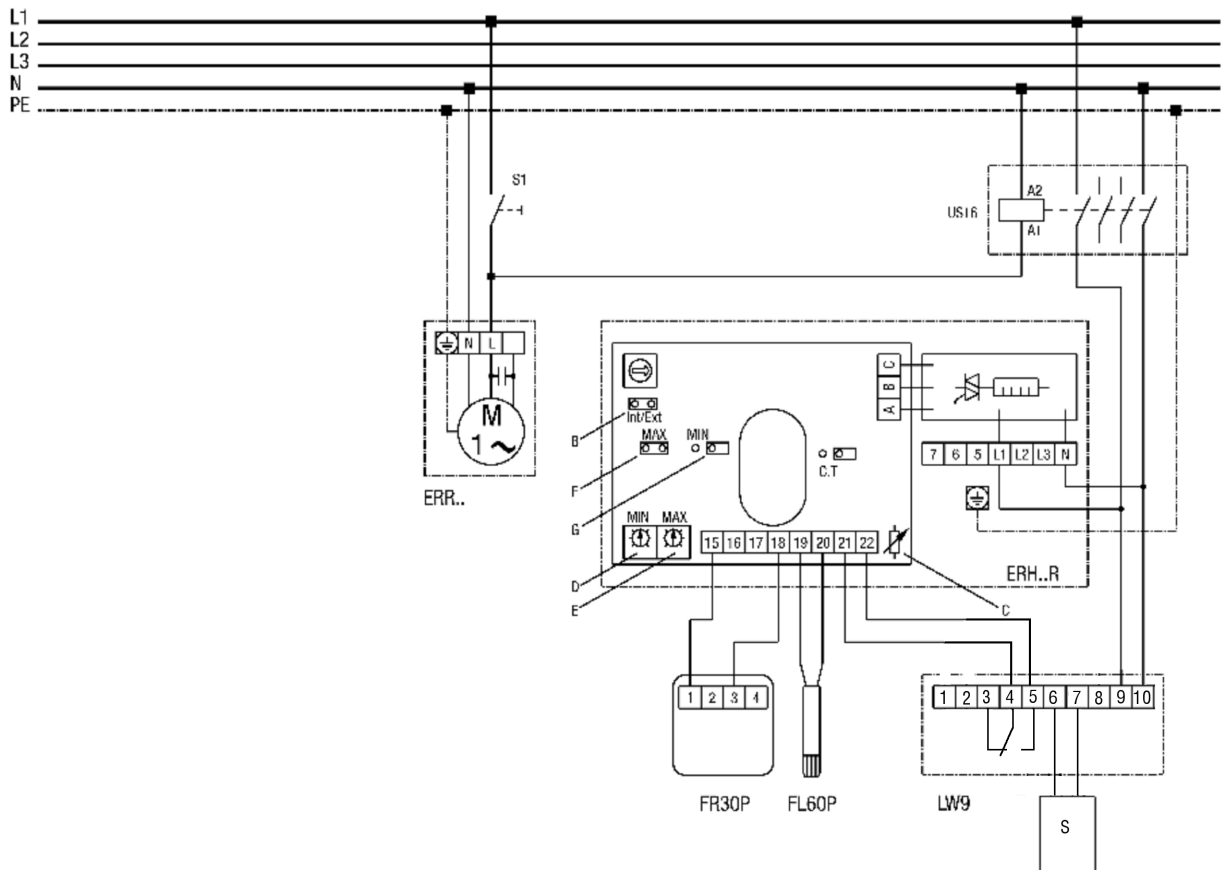 L1
L2
L3
N
PE
S1
A2
US16
A1
N L
M
1~
ERR..
Int/Ext
B
MAX MIN
F
G
C.T
C
B
A
7 6 5 L1 L2 L3 N
MIN MAX
15 16 17 18 19 20 21 22
D
E
C
ERH..R
1 2 3 4
FR30P
FL60P
1 2 3 4 5 6 7 8 9 10
LW9
S